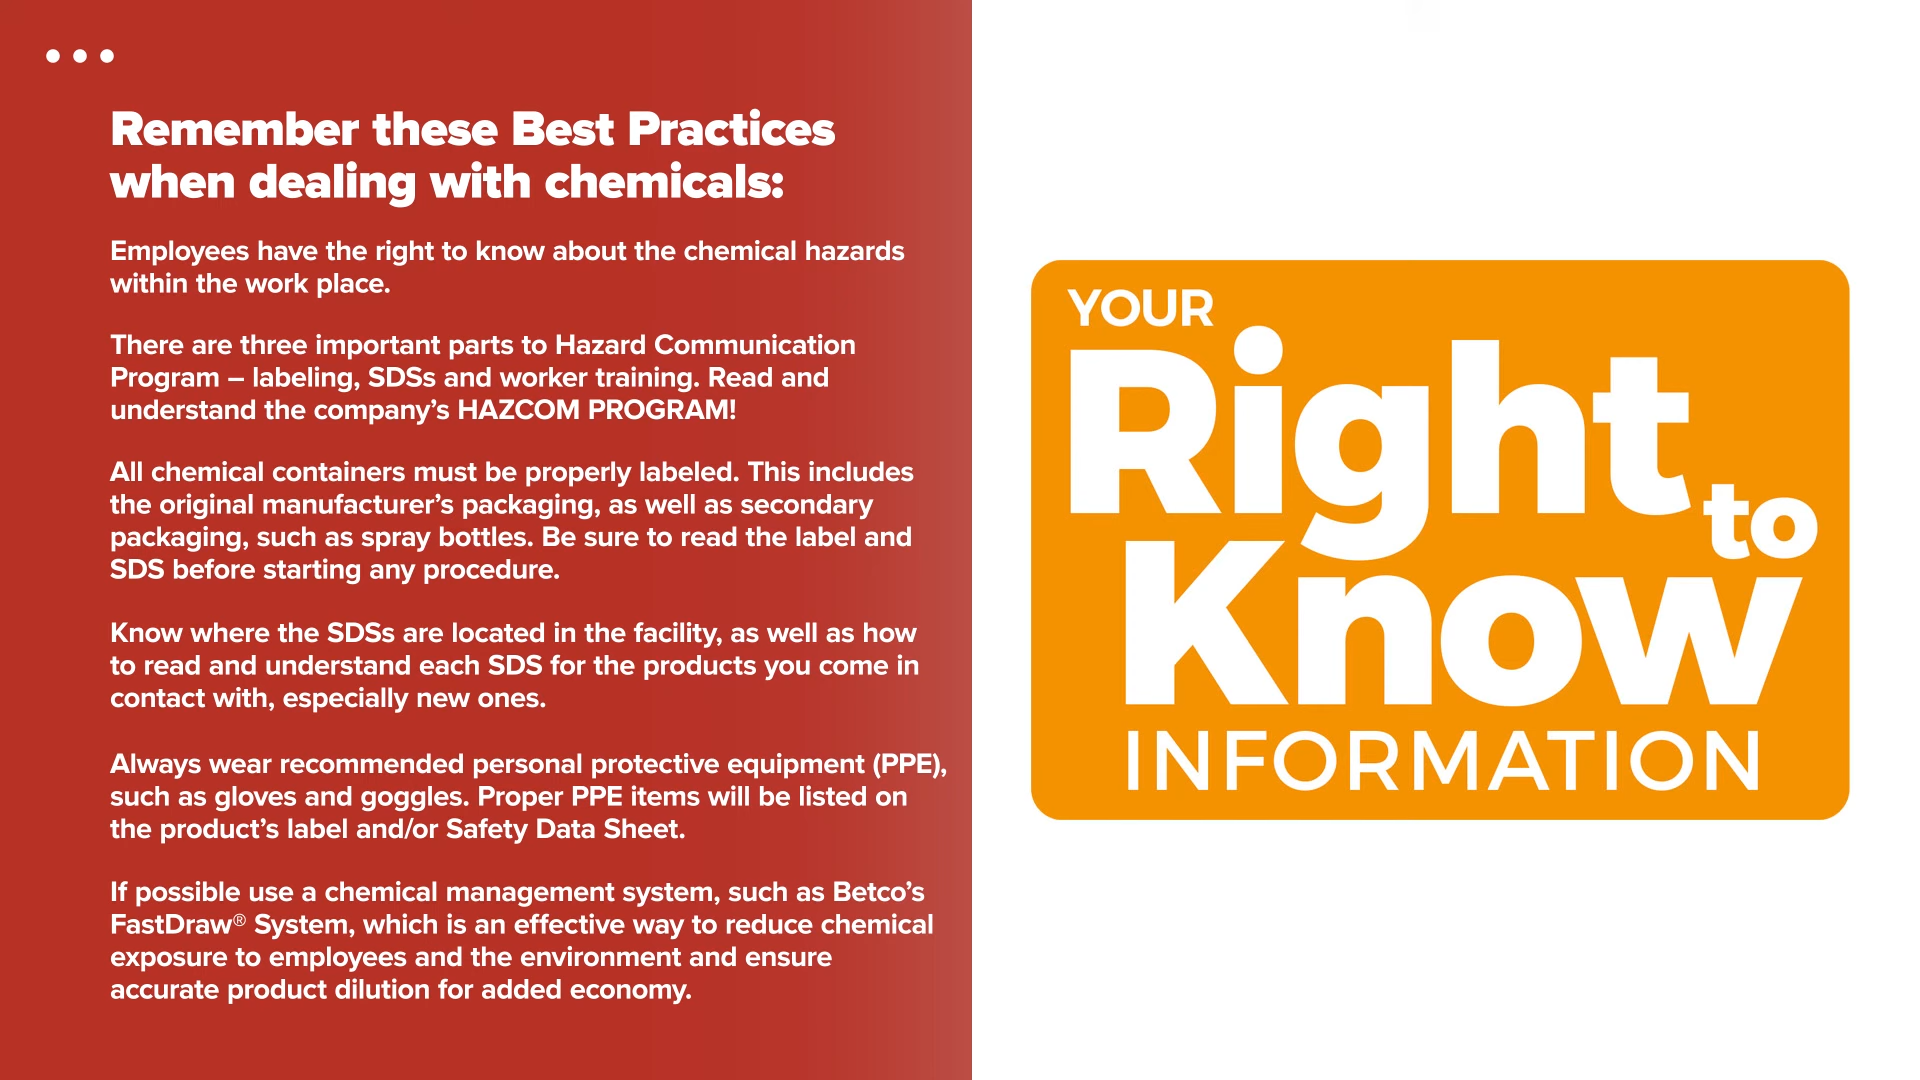 Remember these Best Practices
when dealing with chemicals:
Employees have the right to know about the chemical hazards
within the work place.
There are three important parts to Hazard Communication
Program – labeling, SDSs and worker training. Read and
understand the company’s HAZCOM PROGRAM!
All chemical containers must be properly labeled. This includes
the original manufacturer’s packaging, as well as secondary
packaging, such as spray bottles. Be sure to read the label and
SDS before starting any procedure.
Know where the SDSs are located in the facility, as well as how
to read and understand each SDS for the products you come in
contact with, especially new ones.
Always wear recommended personal protective equipment (PPE),
such as gloves and goggles. Proper PPE items will be listed on
the product’s label and/or Safety Data Sheet.
If possible use a chemical management system, such as Betco’s
FastDraw® System, which is an effective way to reduce chemical
exposure to employees and the environment and ensure
accurate product dilution for added economy.
YOUR
Right
to
Know
INFORMATION